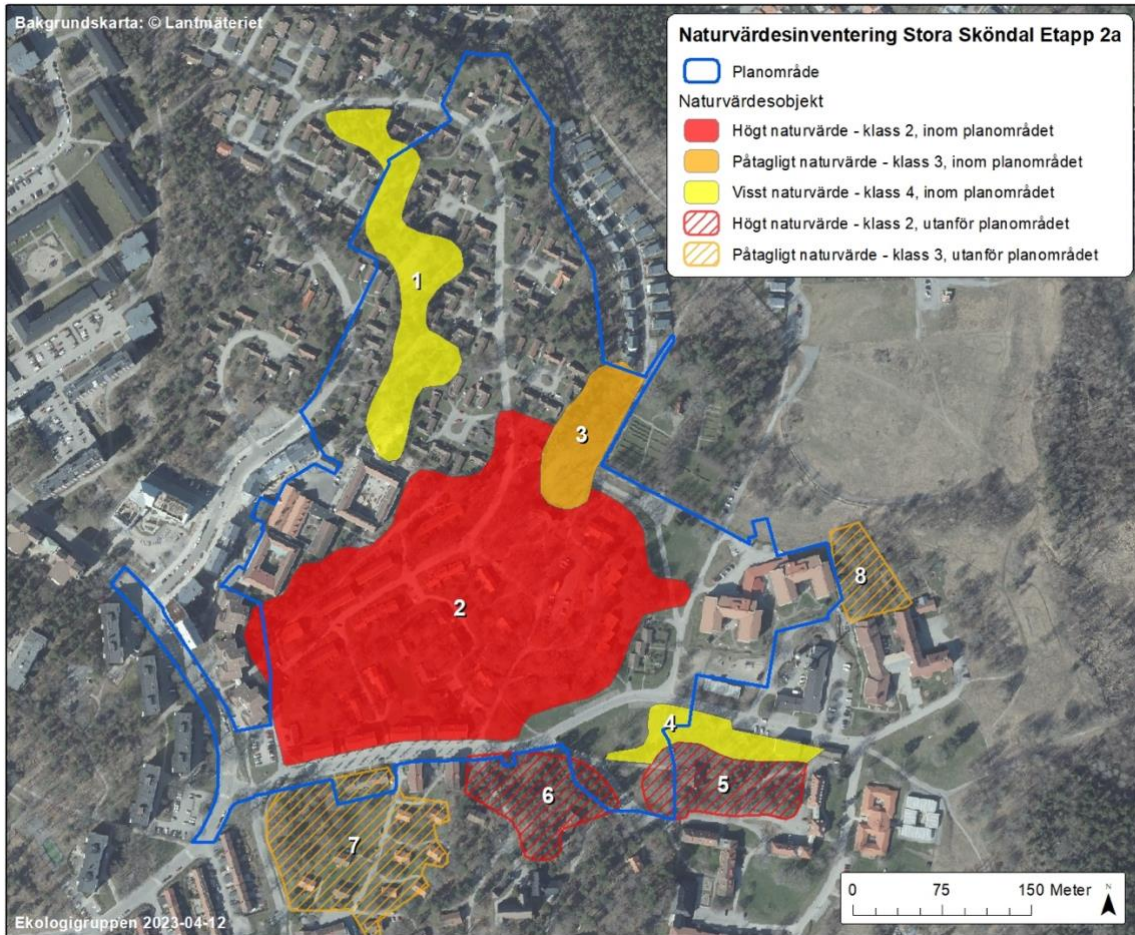 Bakgrundskarta: © Lantmäteriet
Naturvärdesinventering Stora Sköndal Etapp 2a
Planområde
Naturvärdesobjekt
Högt naturvärde - klass 2, inom planområdet
Påtagligt naturvärde - klass 3, inom planområdet
Visst naturvärde - klass 4, inom planområdet
Högt naturvärde - klass 2, utanför planområdet
Påtagligt naturvärde - klass 3, utanför planområdet
1
3
8
2
4
5
6
7
0 75 150 Meter
N
Ekologigruppen 2023-04-12